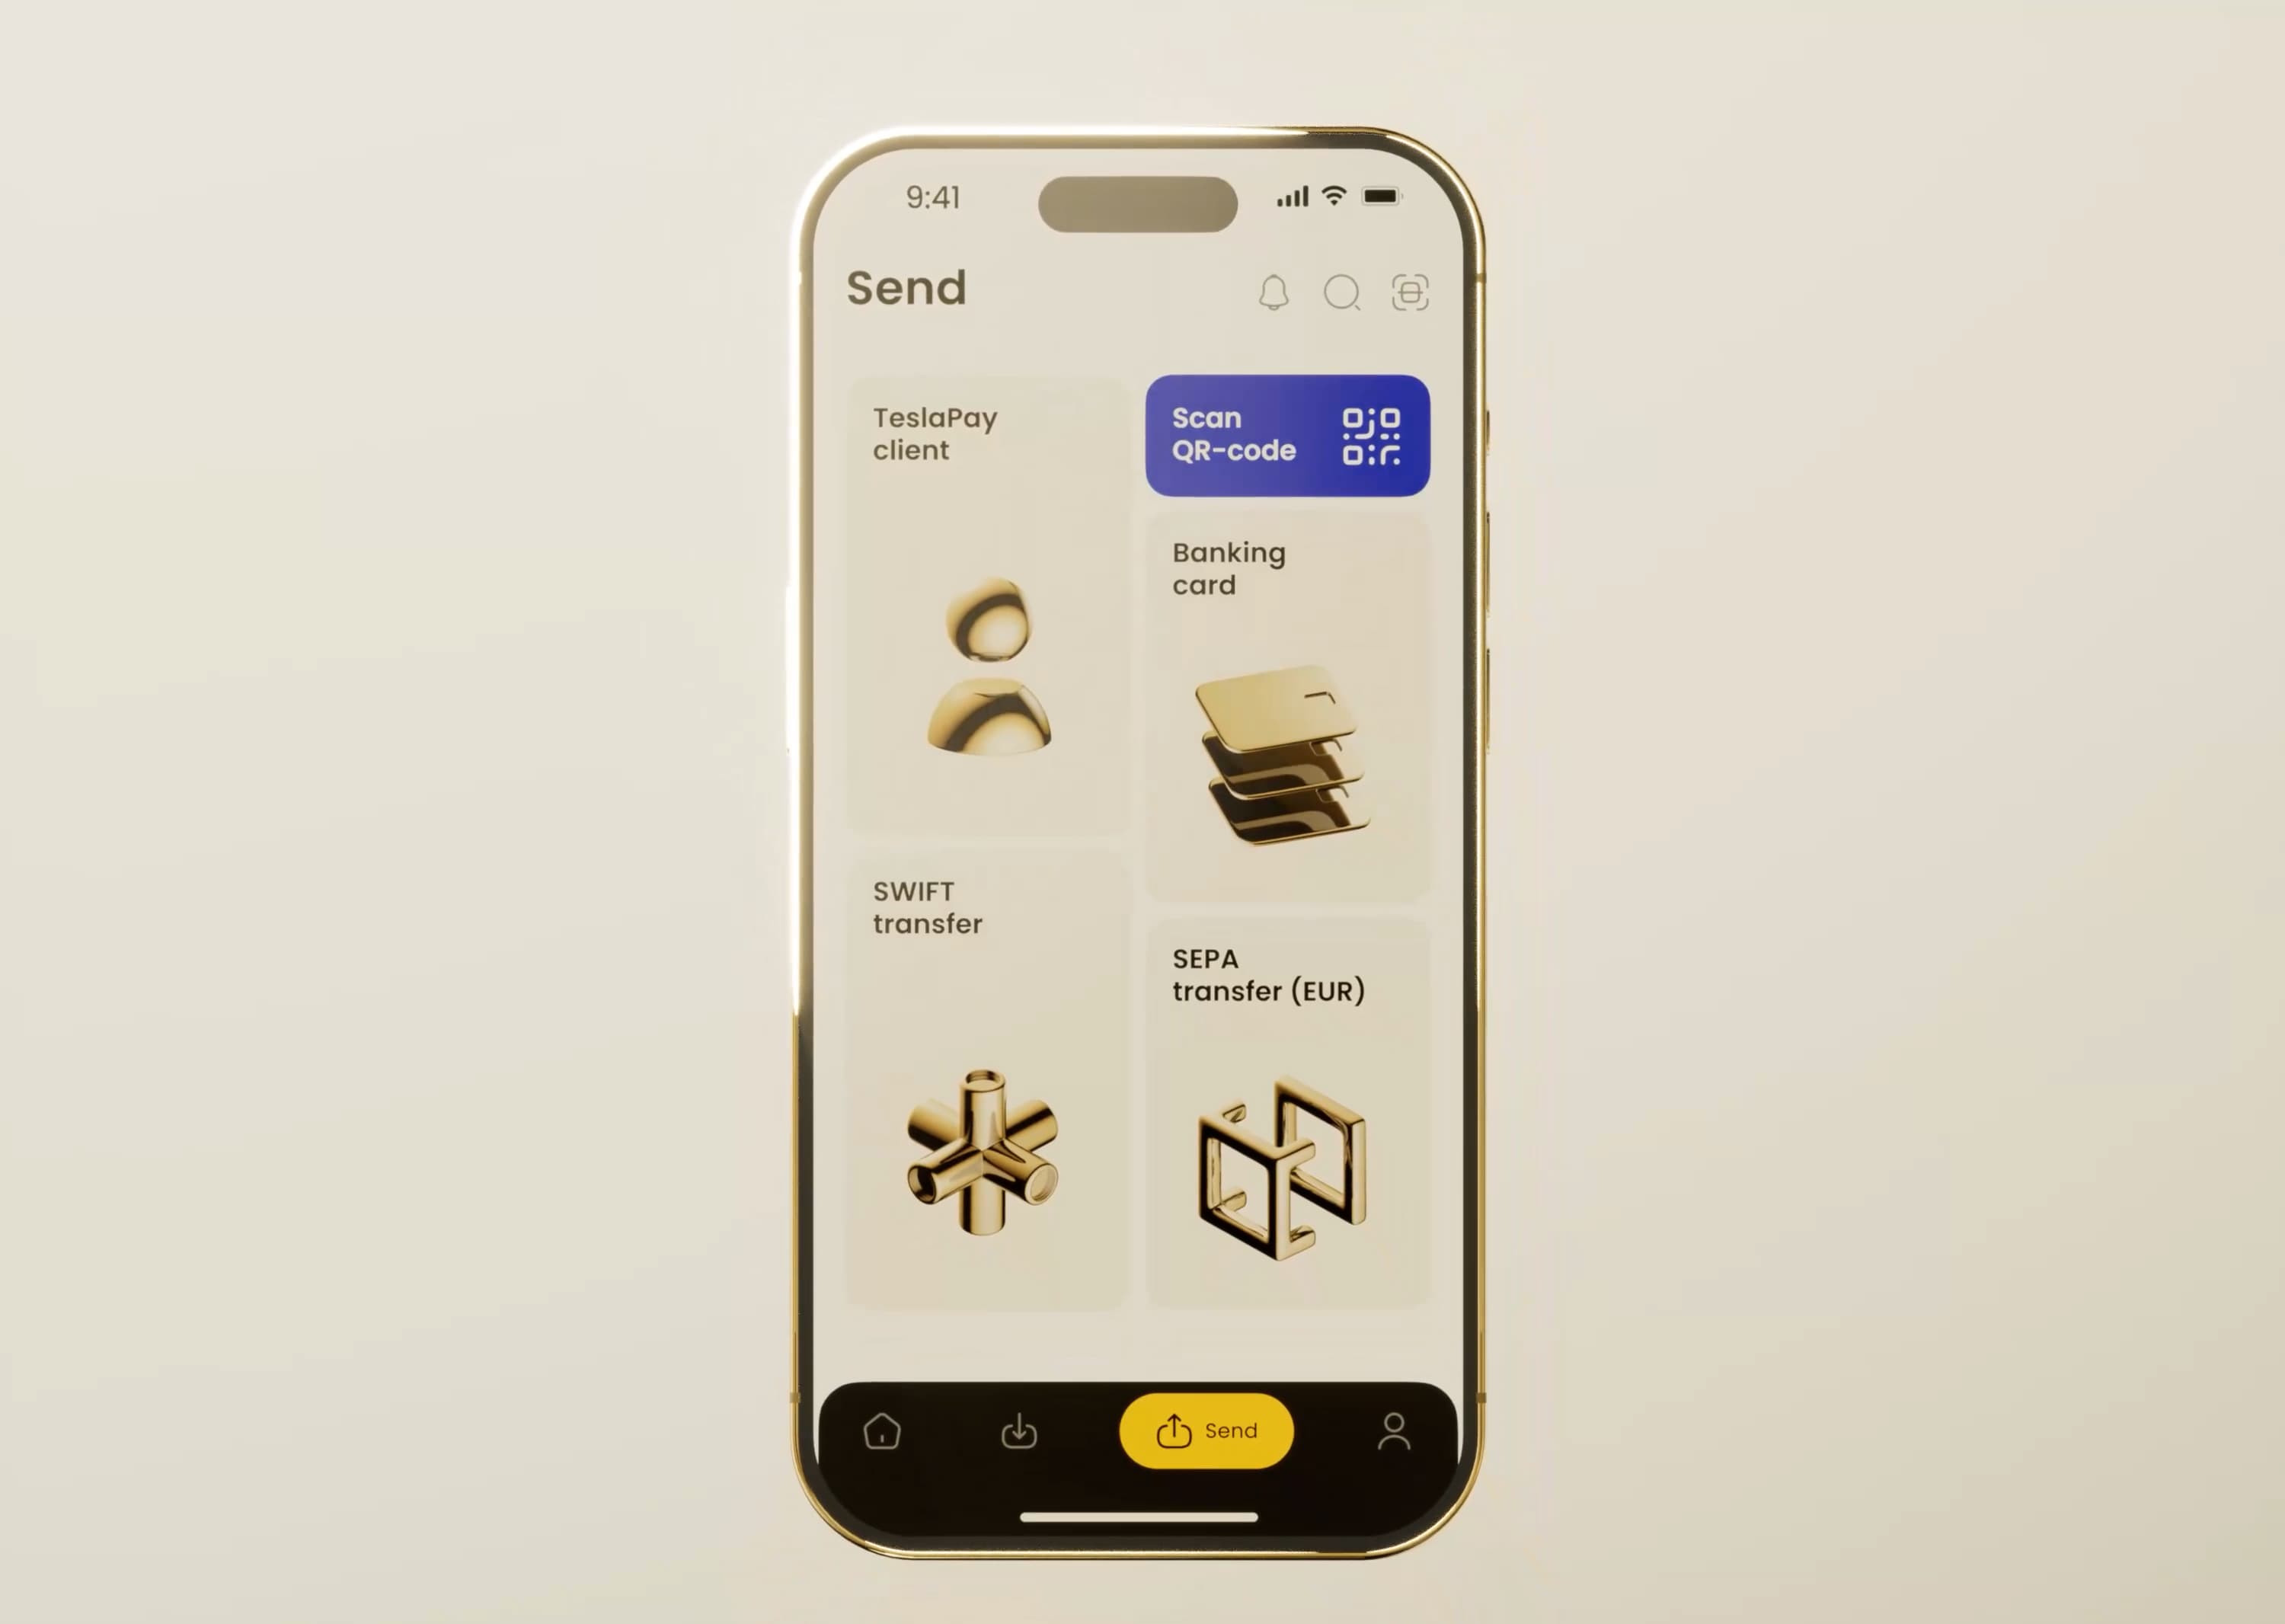 9:41
Send
TeslaPay
client
Scan
QR-code
Banking
card
SWIFT
transfer
SEPA
transfer (EUR)
Send